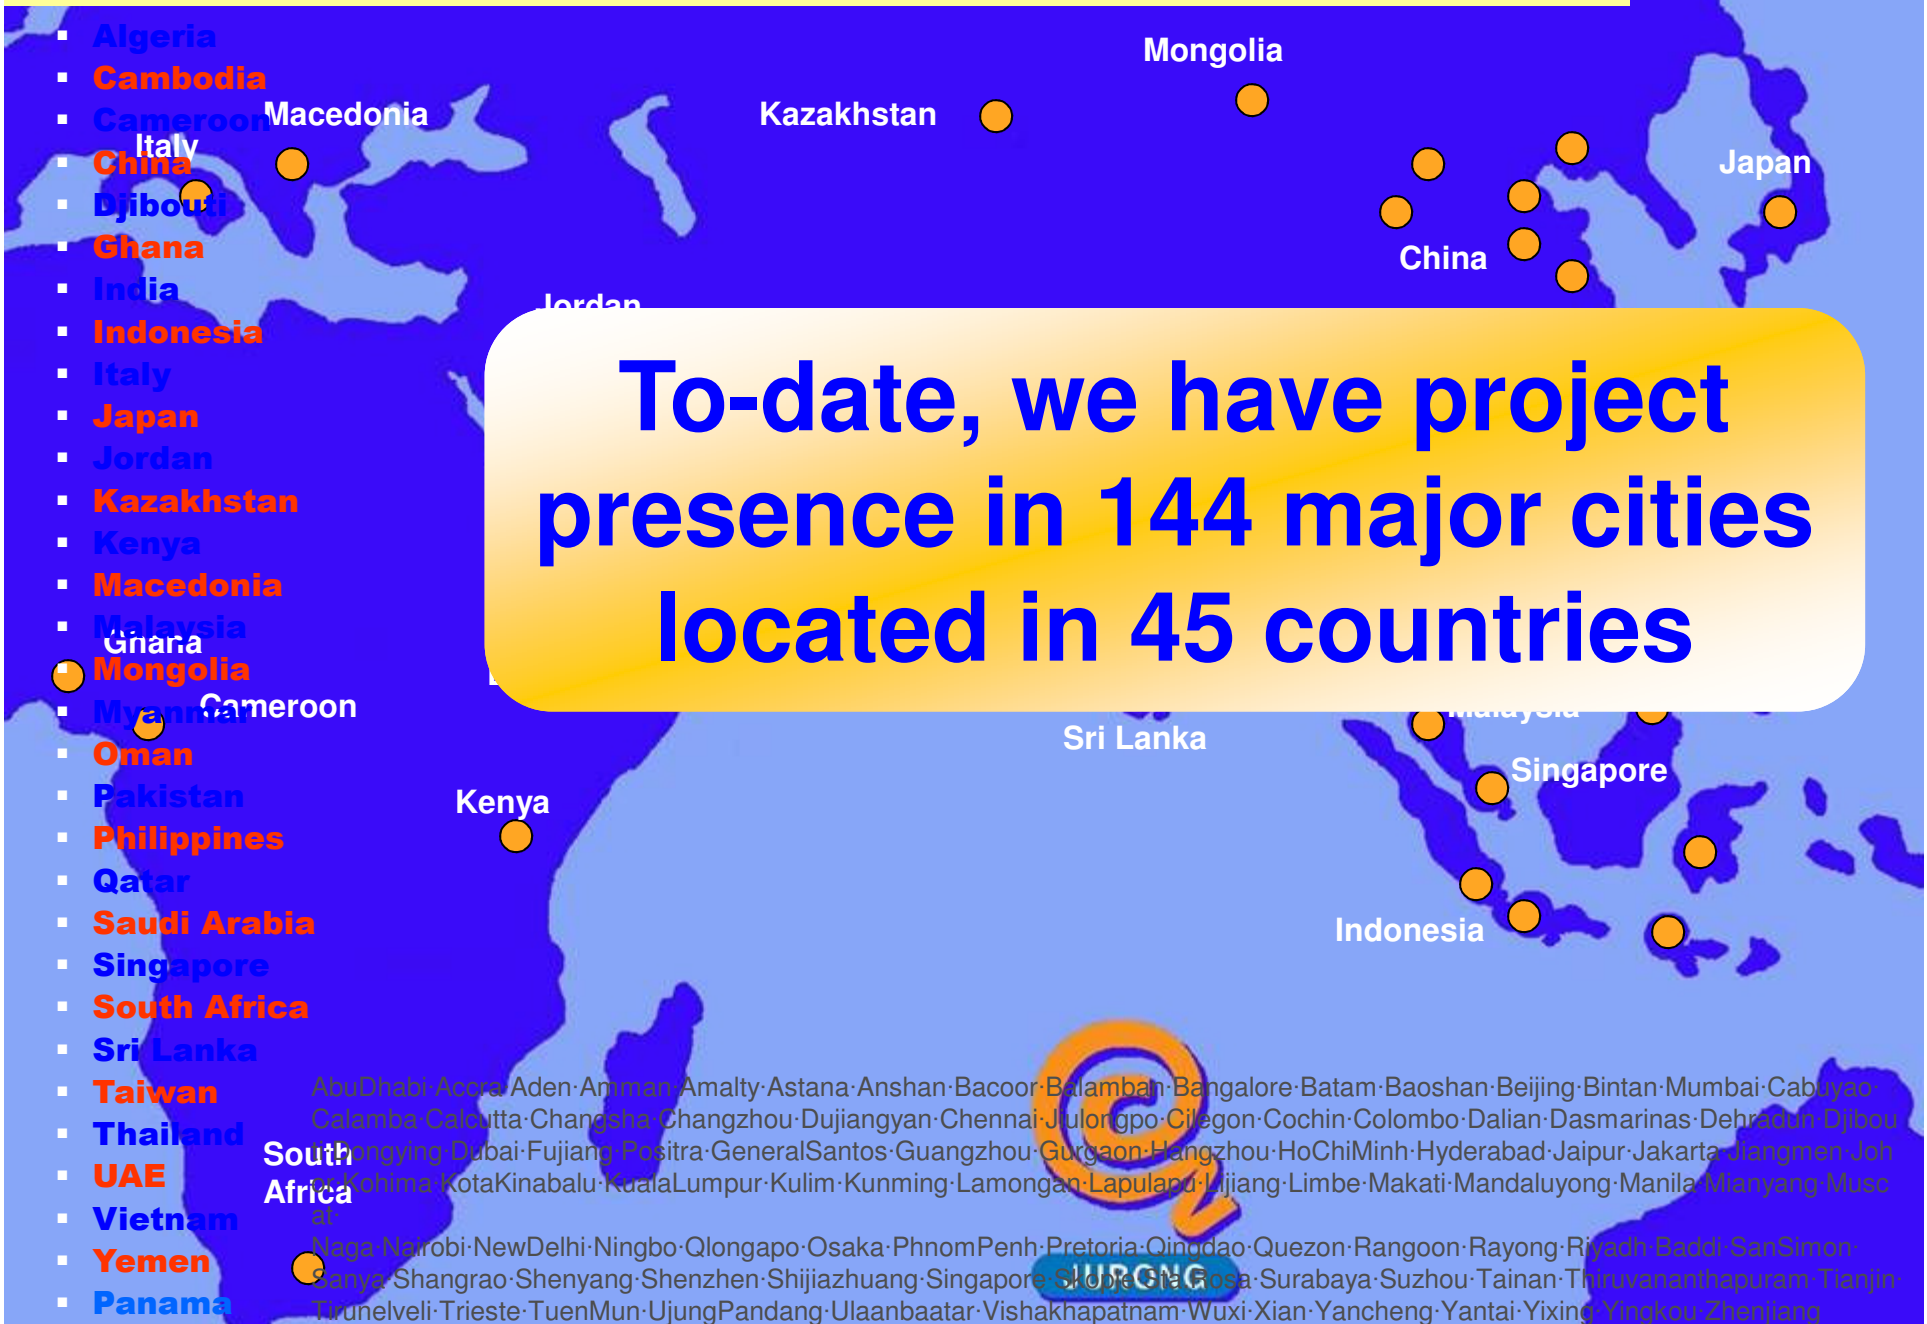 Algeria
Cambodia
Cameroon
China
Djibouti
Ghana
India
Indonesia
Italy
Japan
Jordan
Kazakhstan
Kenya
Macedonia
Malaysia
Mongolia
Myanmar
Oman
Pakistan
Philippines
Qatar
Saudi Arabia
Singapore
South Africa
Sri Lanka
Taiwan
Thailand
UAE
Vietnam
Yemen
Panama
Mongolia
Macedonia
Kazakhstan
Italy
Japan
China
Jordan
To-date, we have project
presence in 144 major cities
located in 45 countries
Ghana
Cameroon
Malaysia
Sri Lanka
Singapore
Kenya
Indonesia
South
Africa
AbuDhabi·Accra·Aden·Amman·Amalty·Astana·Anshan·Bacoor·Balamban·Bangalore·Batam·Baoshan·Beijing·Bintan·Mumbai·Cabuyao·
Calamba·Calcutta·Changsha·Changzhou·Dujiangyan·Chennai·Jiulongpo·Cilegon·Cochin·Colombo·Dalian·Dasmarinas·Dehradun·Djibou
ti·Dongying·Dubai·Fujiang·Positra·GeneralSantos·Guangzhou·Gurgaon·Hangzhou·HoChiMinh·Hyderabad·Jaipur·Jakarta·Jiangmen·Joh
or·Kohima·KotaKinabalu·KualaLumpur·Kulim·Kunming·Lamongan·Lapulapu·Lijiang·Limbe·Makati·Mandaluyong·Manila·Mianyang·Musc
at·
Naga·Nairobi·NewDelhi·Ningbo·Qlongapo·Osaka·PhnomPenh·Pretoria·Qingdao·Quezon·Rangoon·Rayong·Riyadh·Baddi·SanSimon·
Sanya·Shangrao·Shenyang·Shenzhen·Shijiazhuang·Singapore·Skopje·StaRosa·Surabaya·Suzhou·Tainan·Thiruvananthapuram·Tianjin·
Tirunelveli·Trieste·TuenMun·UjungPandang·Ulaanbaatar·Vishakhapatnam·Wuxi·Xian·Yancheng·Yantai·Yixing·Yingkou·Zhenjiang
JURONG